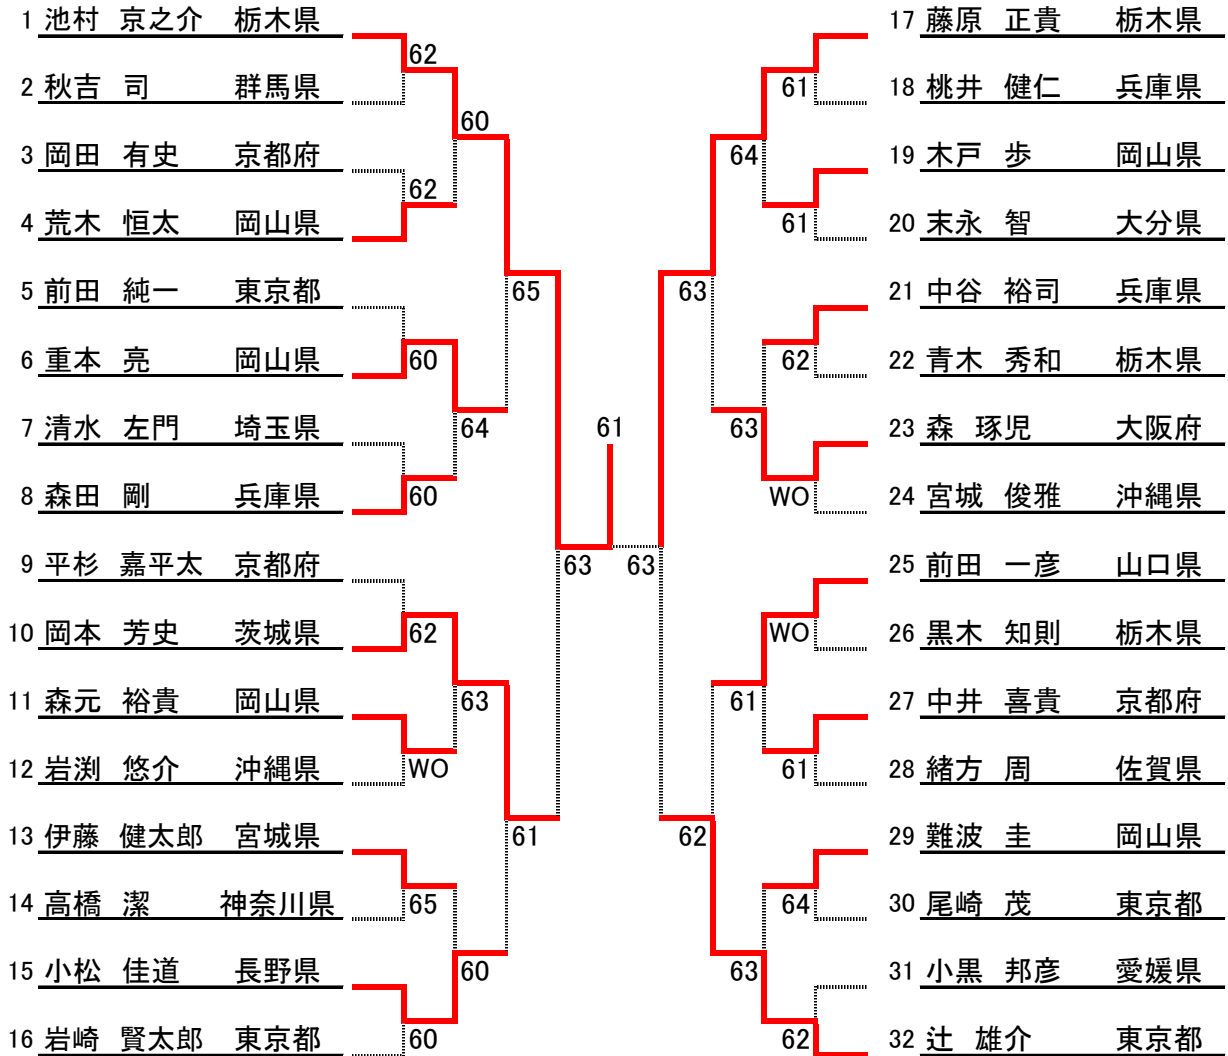 1 池村 京之介 栃木県
62
2 秋吉 司 群馬県
60
3 岡田 有史 京都府
62
4 荒木 恒太 岡山県
65
5 前田 純一 東京都
6 重本 亮 岡山県
60
7 清水 左門 埼玉県
64
8 森田 剛 兵庫県
60
61
63
63
9 平杉 嘉平太 京都府
10 岡本 芳史 茨城県
62
11 森元 裕貴 岡山県
63
12 岩渕 悠介 沖縄県
WO
13 伊藤 健太郎 宮城県
61
14 高橋 潔 神奈川県
65
15 小松 佳道 長野県
60
16 岩崎 賢太郎 東京都
60
17 藤原 正貴 栃木県
61
18 桃井 健仁 兵庫県
64
19 木戸 歩 岡山県
61
20 末永 智 大分県
63
21 中谷 裕司 兵庫県
62
22 青木 秀和 栃木県
63
23 森 琢児 大阪府
WO
24 宮城 俊雅 沖縄県
25 前田 一彦 山口県
WO
26 黒木 知則 栃木県
61
27 中井 喜貴 京都府
61
28 緒方 周 佐賀県
62
29 難波 圭 岡山県
64
30 尾崎 茂 東京都
63
31 小黒 邦彦 愛媛県
62
32 辻 雄介 東京都